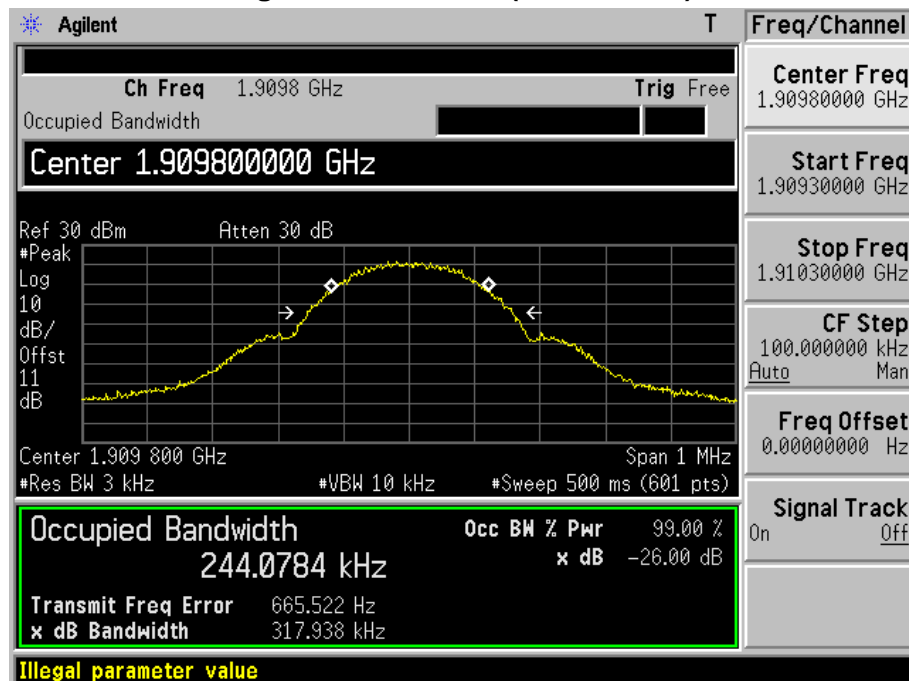 Agilent T
Freq/Channel
Ch Freq 1.9098 GHz Trig Free
Occupied Bandwidth
Center 1.909800000 GHz
Ref 30 dBm Atten 30 dB
#Peak
Log
10
dB/
Offst
11
dB
Center 1.909 800 GHz Span 1 MHz
#Res BW 3 kHz #VBW 10 kHz #Sweep 500 ms (601 pts)
Occupied Bandwidth Occ BW % Pwr 99.00 %
244.0784 kHz x dB -26.00 dB
Transmit Freq Error 665.522 Hz
x dB Bandwidth 317.938 kHz
Illegal parameter value
Center Freq
1.90980000 GHz
Start Freq
1.90930000 GHz
Stop Freq
1.91030000 GHz
CF Step
100.000000 kHz
Auto Man
Freq Offset
0.00000000 Hz
Signal Track
On Off